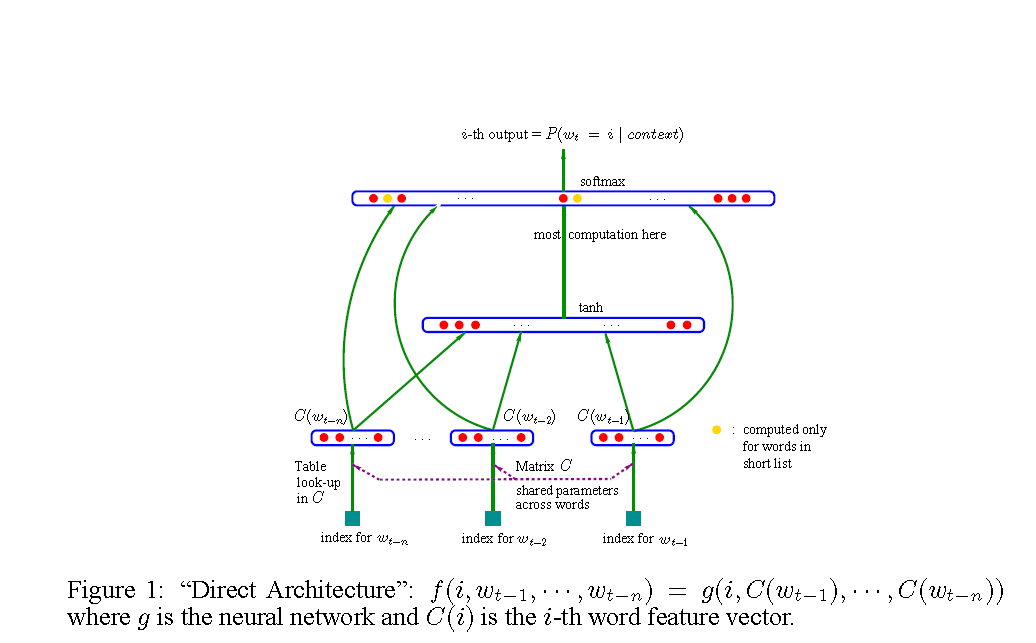 i-th output = P(w_t = i | context)
softmax
. . . . . .
most computation here
tanh
. . . . . .
C(w_{t−n}) C(w_{t−2}) C(w_{t−1})
. . . . . . . . . . . .
: computed only
for words in
short list
Table
look-up
in C
Matrix C
shared parameters
across words
index for w_{t−n} index for w_{t−2} index for w_{t−1}
Figure 1: “Direct Architecture”: f(i, w_{t−1}, ⋯, w_{t−n}) = g(i, C(w_{t−1}), ⋯, C(w_{t−n}))
where g is the neural network and C(i) is the i-th word feature vector.